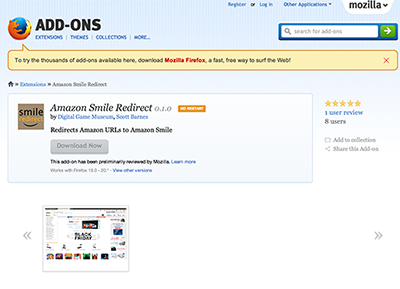 Register or Log in Other Applications mozilla
ADD-ONS
EXTENSIONS | THEMES | COLLECTIONS | MORE...
search for add-ons
To try the thousands of add-ons available here, download Mozilla Firefox, a fast, free way to surf the Web!
» Extensions » Amazon Smile Redirect
smile
redirect
Amazon Smile Redirect 0.1.0 NO RESTART
by Digital Game Museum, Scott Barnes
Redirects Amazon URLs to Amazon Smile
Download Now
This add-on has been preliminarily reviewed by Mozilla. Learn more
Works with Firefox 19.0 - 20.* · View other versions
1 user review
8 users
Add to collection
Share this Add-on
BLACK
FRIDAY